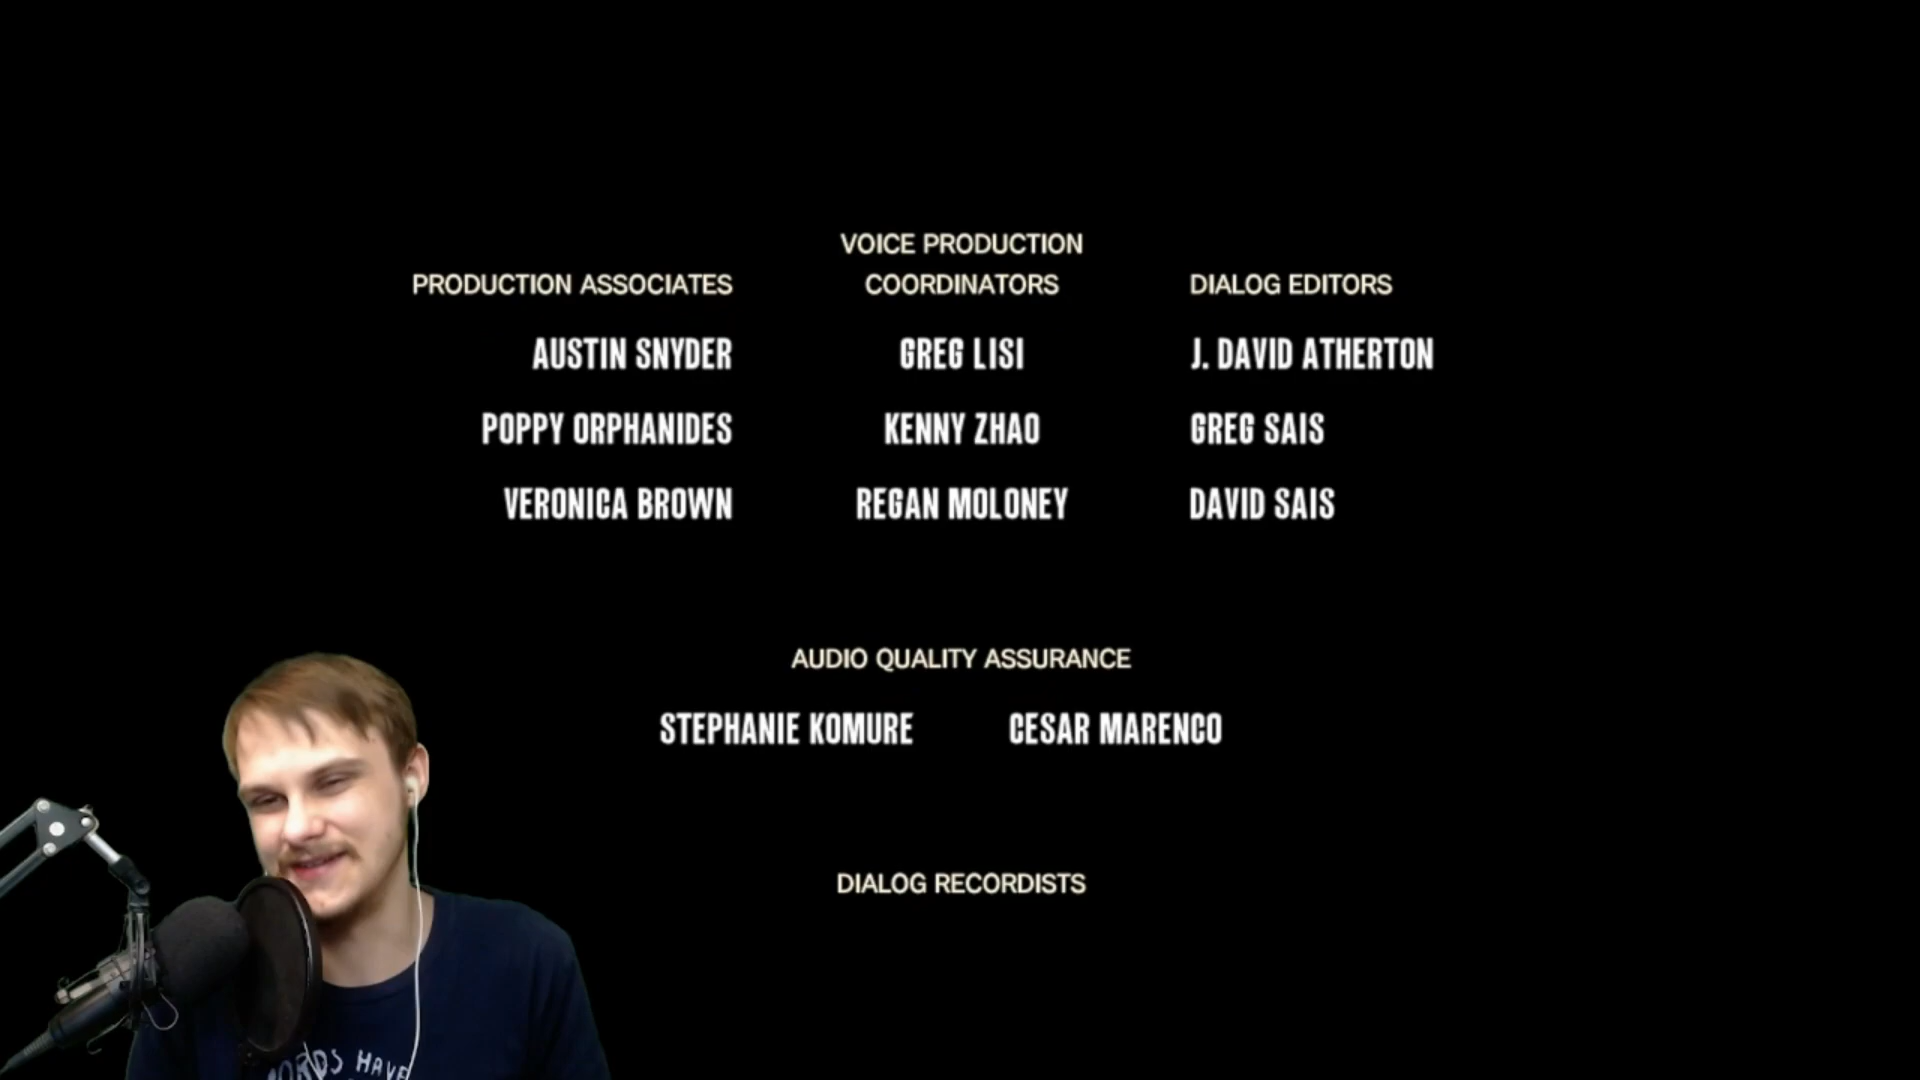 VOICE PRODUCTION
PRODUCTION ASSOCIATES COORDINATORS DIALOG EDITORS
AUSTIN SNYDER GREG LISI J. DAVID ATHERTON
POPPY ORPHANIDES KENNY ZHAO GREG SAIS
VERONICA BROWN REGAN MOLONEY DAVID SAIS
AUDIO QUALITY ASSURANCE
STEPHANIE KOMURE CESAR MARENCO
DIALOG RECORDISTS
HAVE